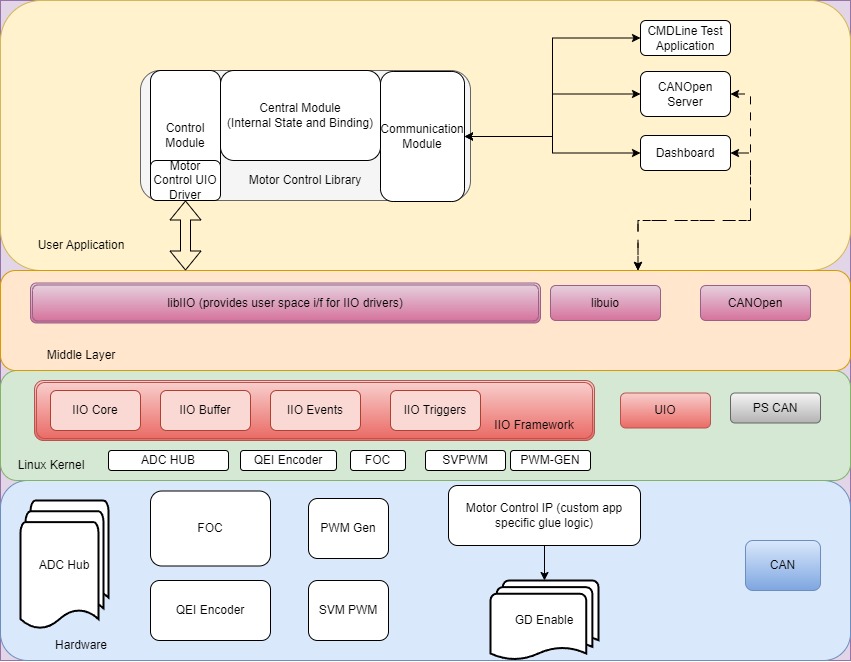 CMDLine Test
Application
CANOpen
Server
Dashboard
Control
Module
Central Module
(Internal State and Binding)
Communication
Module
Motor
Control UIO
Driver
Motor Control Library
User Application
libIIO (provides user space i/f for IIO drivers)
libuio
CANOpen
Middle Layer
IIO Core
IIO Buffer
IIO Events
IIO Triggers
IIO Framework
UIO
PS CAN
Linux Kernel
ADC HUB
QEI Encoder
FOC
SVPWM
PWM-GEN
ADC Hub
FOC
PWM Gen
Motor Control IP (custom app
specific glue logic)
CAN
QEI Encoder
SVM PWM
GD Enable
Hardware